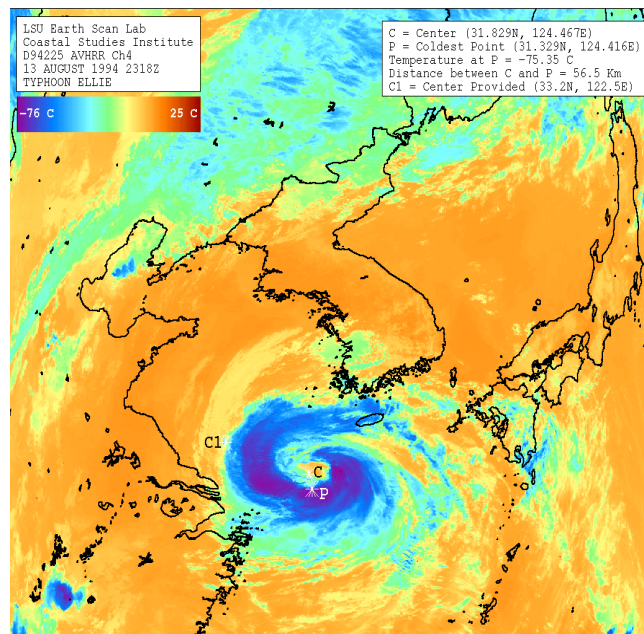 LSU Earth Scan Lab
Coastal Studies Institute
D94225 AVHRR Ch4
13 AUGUST 1994 2318Z
TYPHOON ELLIE
−76 C
25 C
C = Center (31.829N, 124.467E)
P = Coldest Point (31.329N, 124.416E)
Temperature at P = −75.35 C
Distance between C and P = 56.5 Km
C1 = Center Provided (33.2N, 122.5E)
C1
C
P